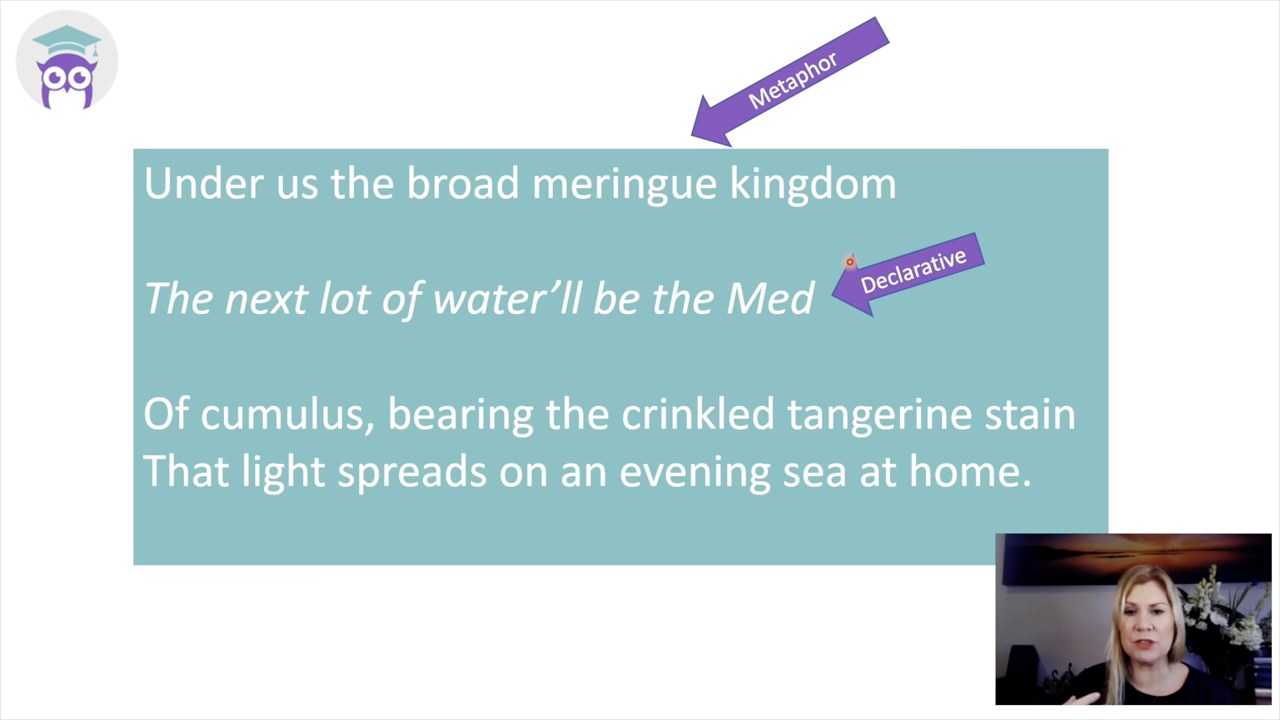 Metaphor
Under us the broad meringue kingdom
The next lot of water’ll be the Med
Declarative
Of cumulus, bearing the crinkled tangerine stain
That light spreads on an evening sea at home.